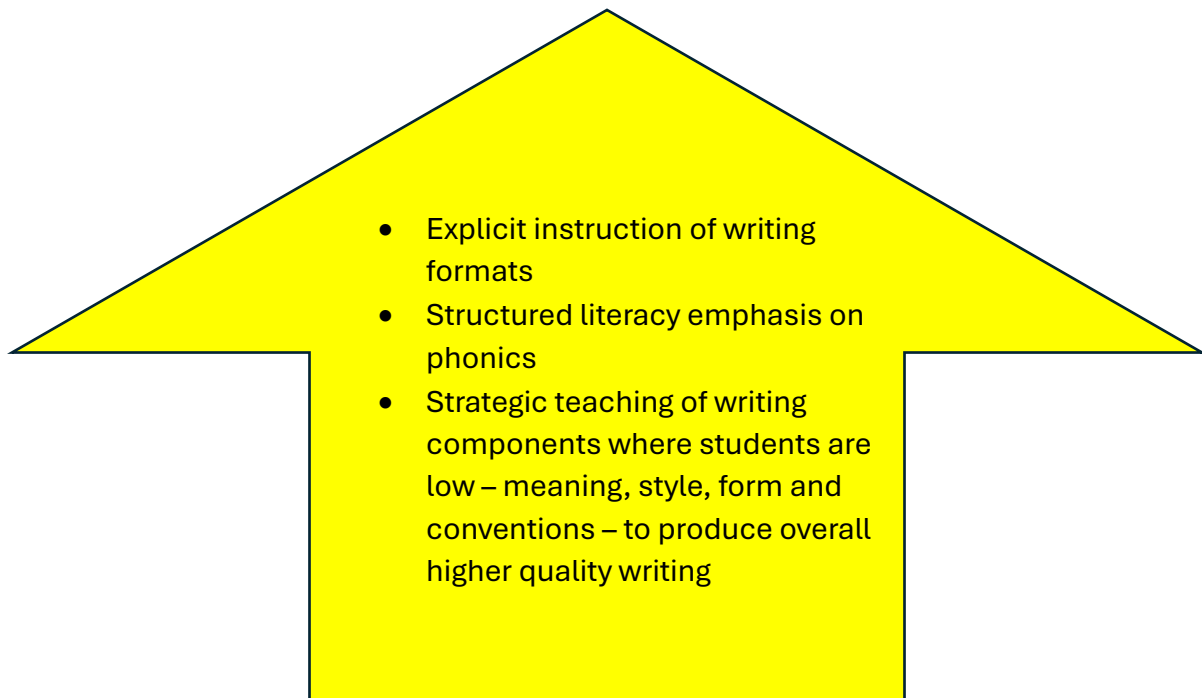 • Explicit instruction of writing
formats
• Structured literacy emphasis on
phonics
• Strategic teaching of writing
components where students are
low – meaning, style, form and
conventions – to produce overall
higher quality writing